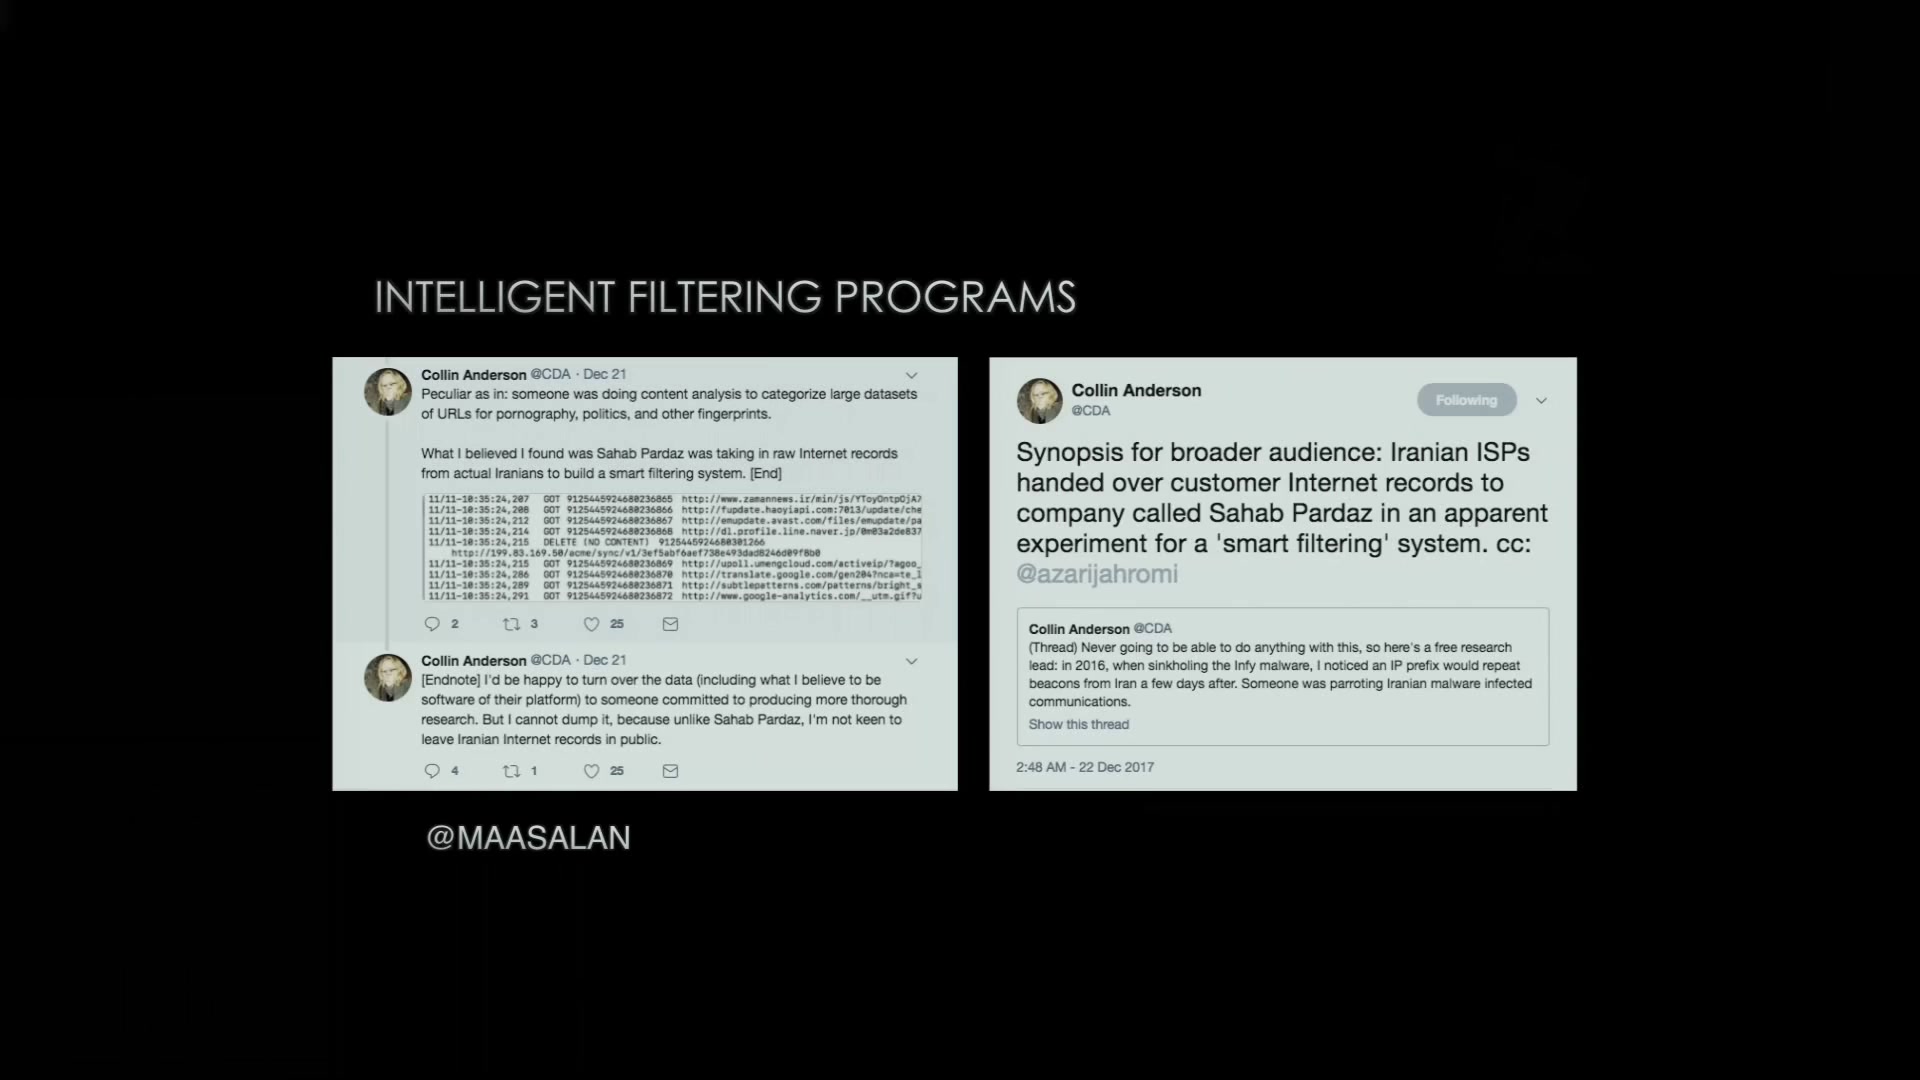 INTELLIGENT FILTERING PROGRAMS
Collin Anderson @CDA · Dec 21
Peculiar as in: someone was doing content analysis to categorize large datasets
of URLs for pornography, politics, and other fingerprints.
What I believed I found was Sahab Pardaz was taking in raw Internet records
from actual Iranians to build a smart filtering system. [End]
11/11-10:35:24,207 GOT 9125445924680236865 http://www.zamannews.ir/min/js/YToyOntpOjA7
11/11-10:35:24,208 GOT 9125445924680236866 http://fupdate.haoyiapi.com:7013/update/che
11/11-10:35:24,212 GOT 9125445924680236867 http://emupdate.avast.com/files/emupdate/pa
11/11-10:35:24,214 GOT 9125445924680236868 http://dl.profile.line.naver.jp/0m03a2de837
11/11-10:35:24,215 DELETE (NO CONTENT) 9125445924680301266
http://199.83.169.50/acme/sync/v1/3ef5abf6aef738e493dad8246d09f8b0
11/11-10:35:24,215 GOT 9125445924680236869 http://upoll.umengcloud.com/activeip/?agoo_
11/11-10:35:24,286 GOT 9125445924680236870 http://translate.google.com/gen204?nca=te_l
11/11-10:35:24,289 GOT 9125445924680236871 http://subtlepatterns.com/patterns/bright_s
11/11-10:35:24,291 GOT 9125445924680236872 http://www.google-analytics.com/__utm.gif?u
2 3 25
Collin Anderson @CDA · Dec 21
[Endnote] I'd be happy to turn over the data (including what I believe to be
software of their platform) to someone committed to producing more thorough
research. But I cannot dump it, because unlike Sahab Pardaz, I'm not keen to
leave Iranian Internet records in public.
4 1 25
Collin Anderson
@CDA
Following
Synopsis for broader audience: Iranian ISPs
handed over customer Internet records to
company called Sahab Pardaz in an apparent
experiment for a 'smart filtering' system. cc:
@azarijahromi
Collin Anderson @CDA
(Thread) Never going to be able to do anything with this, so here's a free research
lead: in 2016, when sinkholing the Infy malware, I noticed an IP prefix would repeat
beacons from Iran a few days after. Someone was parroting Iranian malware infected
communications.
Show this thread
2:48 AM - 22 Dec 2017
@MAASALAN